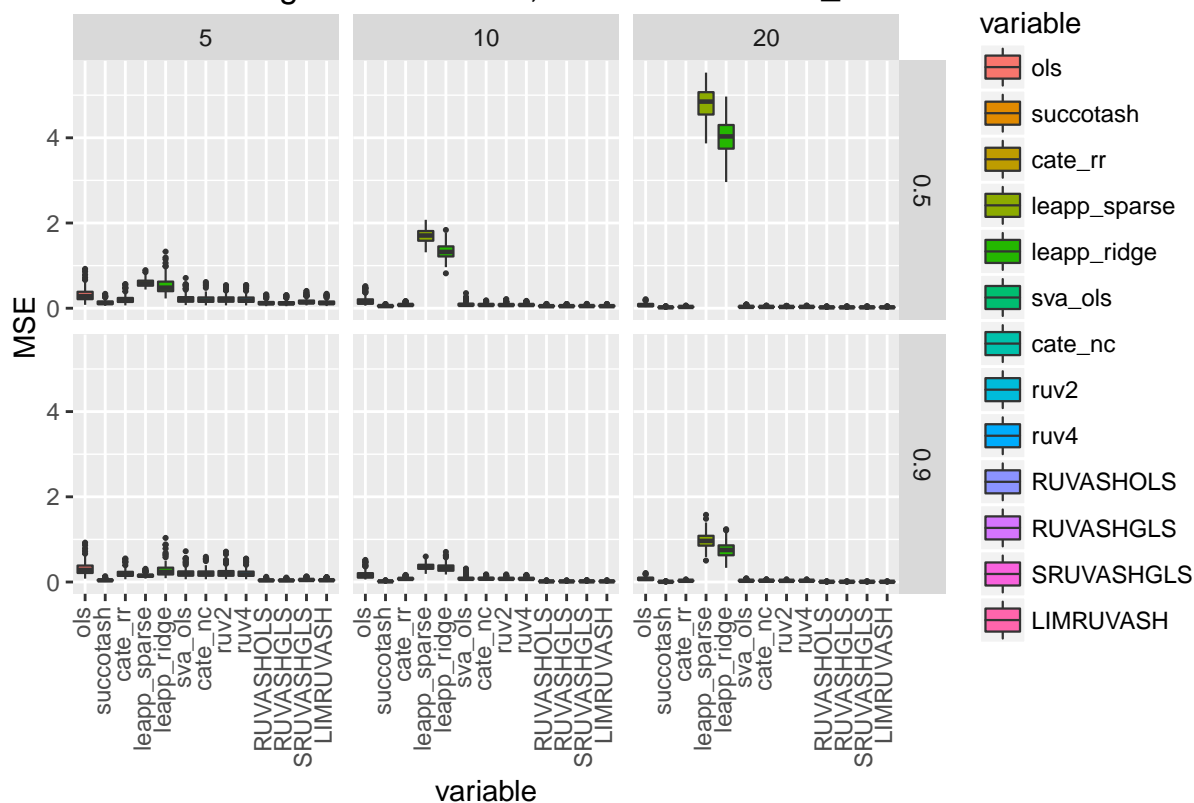 5 10 20
variable
ols
succotash
cate_rr
leapp_sparse
leapp_ridge
sva_ols
cate_nc
ruv2
ruv4
RUVASHOLS
RUVASHGLS
SRUVASHGLS
LIMRUVASH
MSE
4
2
0
0.5
4
2
0
0.9
ols succotash cate_rr leapp_sparse leapp_ridge sva_ols cate_nc ruv2 ruv4 RUVASHOLS RUVASHGLS SRUVASHGLS LIMRUVASH
ols succotash cate_rr leapp_sparse leapp_ridge sva_ols cate_nc ruv2 ruv4 RUVASHOLS RUVASHGLS SRUVASHGLS LIMRUVASH
ols succotash cate_rr leapp_sparse leapp_ridge sva_ols cate_nc ruv2 ruv4 RUVASHOLS RUVASHGLS SRUVASHGLS LIMRUVASH
variable